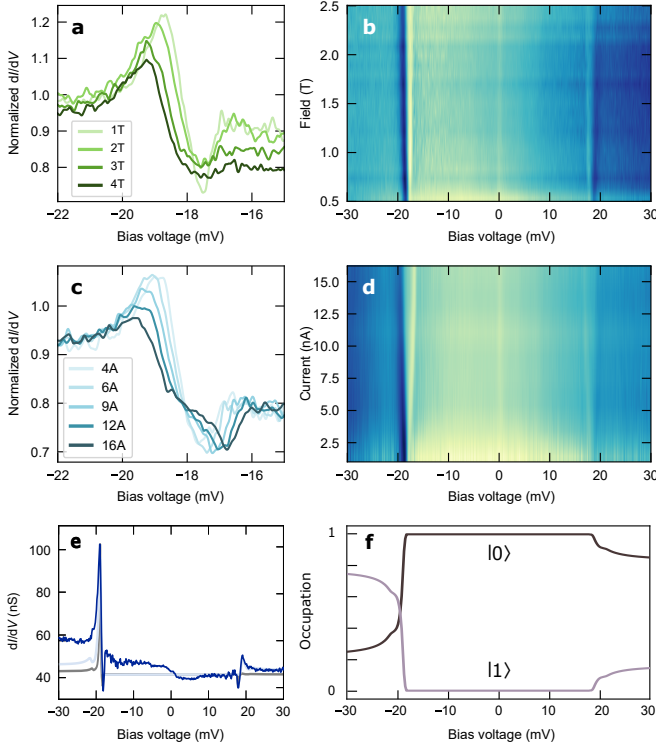 a
Normalized dI/dV
1.2
1.0
0.8
1T
2T
3T
4T
−22
−20
−18
−16
Bias voltage (mV)
b
Field (T)
2.5
2.0
1.5
1.0
0.5
−30
−20
−10
0
10
20
30
Bias voltage (mV)
c
Normalized dI/dV
1.0
0.9
0.8
0.7
4A
6A
9A
12A
16A
−22
−20
−18
−16
Bias voltage (mV)
d
Current (nA)
15.0
12.5
10.0
7.5
5.0
2.5
−30
−20
−10
0
10
20
30
Bias voltage (mV)
e
dI/dV (nS)
100
80
60
40
−30
−20
−10
0
10
20
30
Bias voltage (mV)
f
Occupation
1
0
|0⟩
|1⟩
−30
−20
−10
0
10
20
30
Bias voltage (mV)